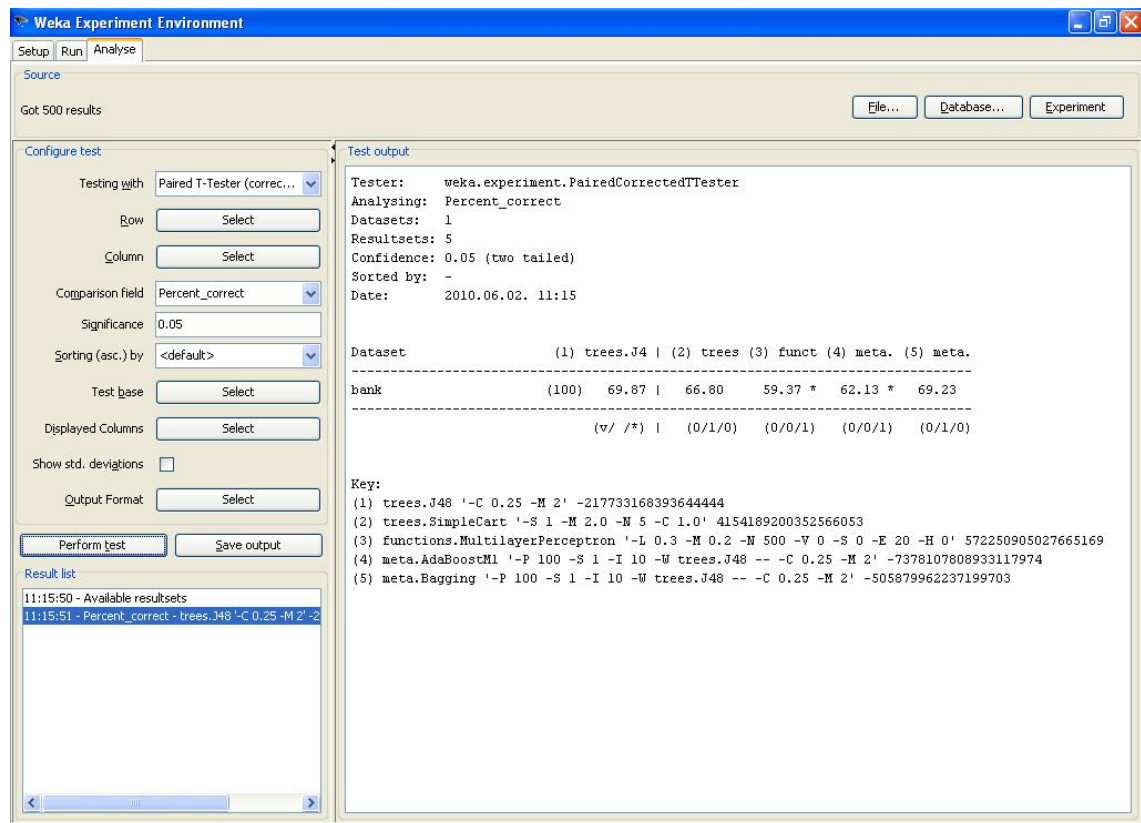 Weka Experiment Environment
Setup Run Analyse
Source
Got 500 results
File... Database... Experiment
Configure test
Testing with Paired T-Tester (correc...
Row Select
Column Select
Comparison field Percent_correct
Significance 0.05
Sorting (asc.) by <default>
Test base Select
Displayed Columns Select
Show std. deviations
Output Format Select
Perform test Save output
Result list
11:15:50 - Available resultsets
11:15:51 - Percent_correct - trees.J48 '-C 0.25 -M 2' -2
Test output
Tester: weka.experiment.PairedCorrectedTTester
Analysing: Percent_correct
Datasets: 1
Resultsets: 5
Confidence: 0.05 (two tailed)
Sorted by: -
Date: 2010.06.02. 11:15
Dataset (1) trees.J4 | (2) trees (3) funct (4) meta. (5) meta.
------------------------------------------------------------------------------
bank (100) 69.87 | 66.80 59.37 * 62.13 * 69.23
------------------------------------------------------------------------------
(v/ /*) | (0/1/0) (0/0/1) (0/0/1) (0/1/0)
Key:
(1) trees.J48 '-C 0.25 -M 2' -217733168393644444
(2) trees.SimpleCart '-S 1 -M 2.0 -N 5 -C 1.0' 4154189200352566053
(3) functions.MultilayerPerceptron '-L 0.3 -M 0.2 -N 500 -V 0 -S 0 -E 20 -H 0' 572250905027665169
(4) meta.AdaBoostM1 '-P 100 -S 1 -I 10 -W trees.J48 -- -C 0.25 -M 2' -7378107808933117974
(5) meta.Bagging '-P 100 -S 1 -I 10 -W trees.J48 -- -C 0.25 -M 2' -505879962237199703